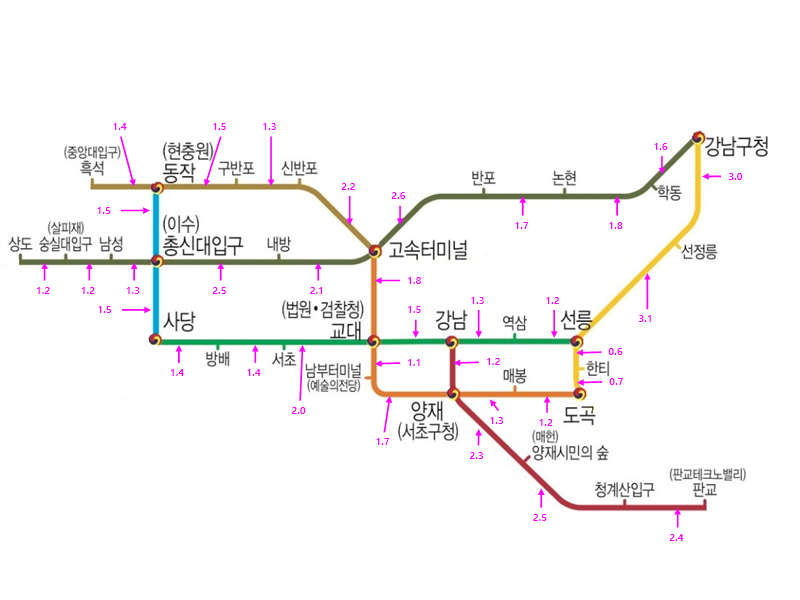 1.4
1.5
1.3
(중앙대입구)
흑석
(현충원)
동작
구반포
신반포
2.2
2.6
반포
논현
1.6
강남구청
학동
3.0
1.7
1.8
1.5
(이수)
총신대입구
상도
(살피재)
숭실대입구
남성
내방
고속터미널
선정릉
1.2
1.2
1.3
2.5
2.1
1.8
3.1
1.5
사당
(법원•검찰청)
교대
1.5
강남
1.3
역삼
1.2
선릉
방배
서초
1.4
1.4
2.0
남부터미널
(예술의전당)
1.1
1.2
매봉
0.6
한티
0.7
1.7
양재
(서초구청)
1.3
1.2
도곡
2.3
(매헌)
양재시민의 숲
2.5
청계산입구
(판교테크노밸리)
판교
2.4